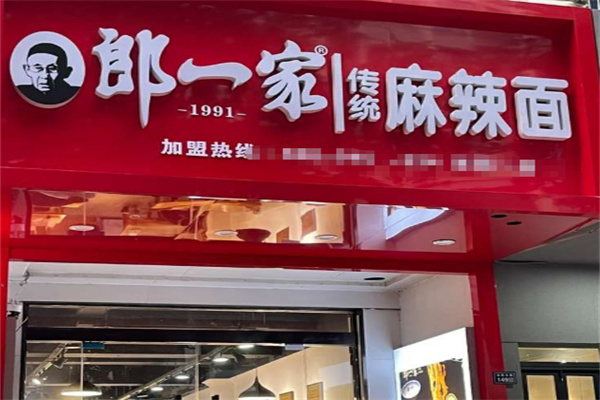 郎一家®
-1991-
传统
麻辣面
加盟热线